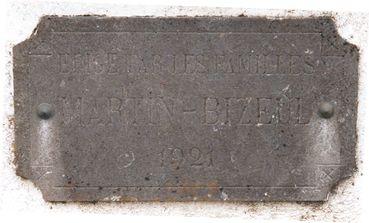 ERIGE PAR LES FAMILLES
MARTIN-BIZEUL
1921